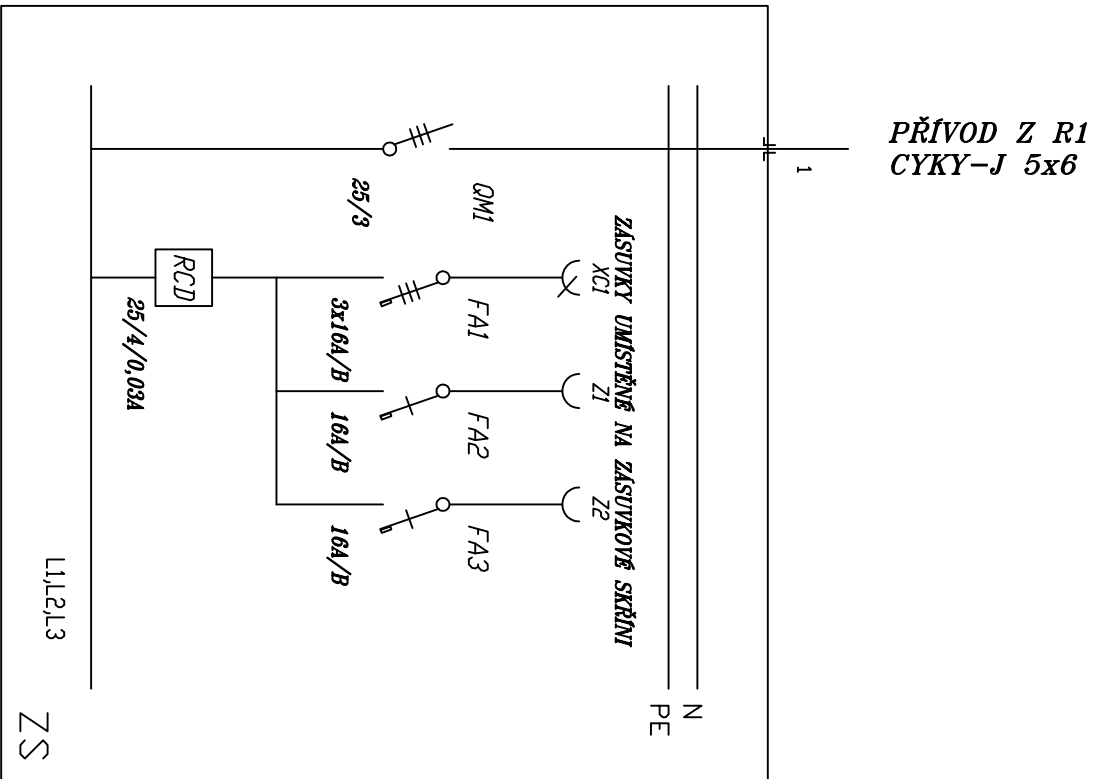 PŘÍVOD Z R1
CYKY-J 5x6
1
N
PE
ZÁSUVKY UMÍSTĚNÉ NA ZÁSUVKOVÉ SKŘÍNI
XC1
Z1
Z2
QM1
25/3
FA1
FA2
FA3
3x16A/B
16A/B
16A/B
RCD
25/4/0,03A
L1,L2,L3
ZS